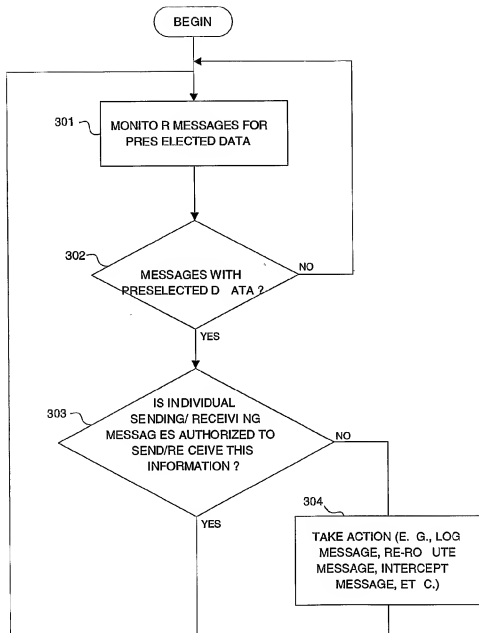 BEGIN
301
MONITO R MESSAGES FOR
PRES ELECTED DATA
302
MESSAGES WITH
PRESELECTED D ATA ?
NO
YES
303
IS INDIVIDUAL
SENDING/ RECEIVI NG
MESSAG ES AUTHORIZED TO
SEND/RE CEIVE THIS
INFORMATION ?
NO
YES
304
TAKE ACTION (E. G., LOG
MESSAGE, RE-RO UTE
MESSAGE, INTERCEPT
MESSAGE, ET C.)